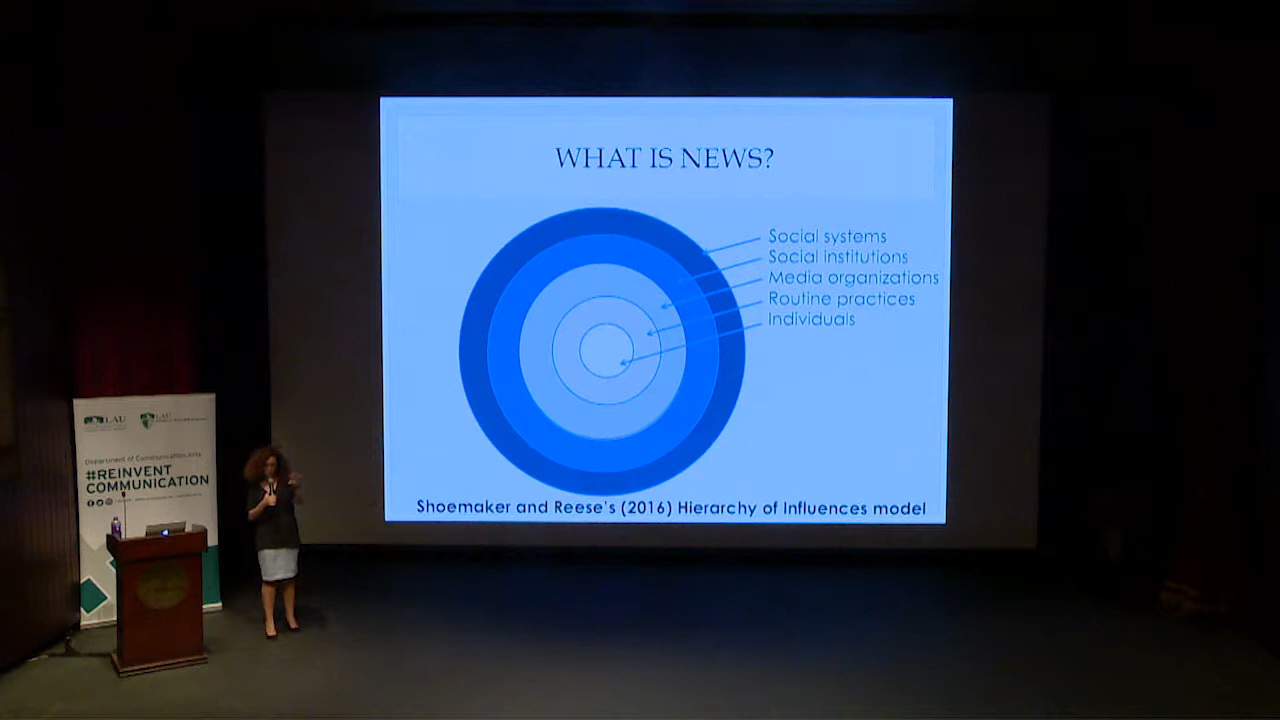 WHAT IS NEWS?
Social systems
Social institutions
Media organizations
Routine practices
Individuals
Shoemaker and Reese's (2016) Hierarchy of Influences model
LAU
LAU
Department of Communication Arts
#REINVENT
COMMUNICATION